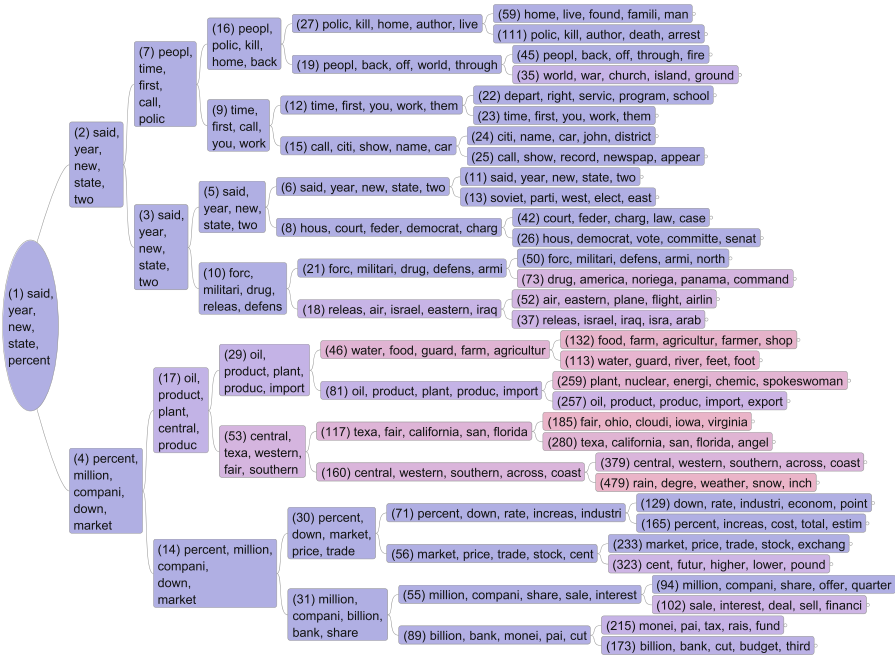 (1) said,
year,
new,
state,
percent
(2) said,
year,
new,
state,
two
(7) peopl,
time,
first,
call,
polic
(16) peopl,
polic, kill,
home, back
(27) polic, kill, home, author, live
(59) home, live, found, famili, man
(111) polic, kill, author, death, arrest
(19) peopl, back, off, world, through
(45) peopl, back, off, through, fire
(35) world, war, church, island, ground
(9) time,
first, call,
you, work
(12) time, first, you, work, them
(22) depart, right, servic, program, school
(23) time, first, you, work, them
(15) call, citi, show, name, car
(24) citi, name, car, john, district
(25) call, show, record, newspap, appear
(3) said,
year,
new,
state,
two
(5) said,
year, new,
state, two
(6) said, year, new, state, two
(11) said, year, new, state, two
(13) soviet, parti, west, elect, east
(8) hous, court, feder, democrat, charg
(42) court, feder, charg, law, case
(26) hous, democrat, vote, committe, senat
(10) forc,
militari, drug,
releas, defens
(21) forc, militari, drug, defens, armi
(50) forc, militari, defens, armi, north
(73) drug, america, noriega, panama, command
(18) releas, air, israel, eastern, iraq
(52) air, eastern, plane, flight, airlin
(37) releas, israel, iraq, isra, arab
(4) percent,
million,
compani,
down,
market
(17) oil,
product,
plant,
central,
produc
(29) oil,
product, plant,
produc, import
(46) water, food, guard, farm, agricultur
(132) food, farm, agricultur, farmer, shop
(113) water, guard, river, feet, foot
(81) oil, product, plant, produc, import
(259) plant, nuclear, energi, chemic, spokeswoman
(257) oil, product, produc, import, export
(53) central,
texa, western,
fair, southern
(117) texa, fair, california, san, florida
(185) fair, ohio, cloudi, iowa, virginia
(280) texa, california, san, florida, angel
(160) central, western, southern, across, coast
(379) central, western, southern, across, coast
(479) rain, degre, weather, snow, inch
(14) percent, million,
compani,
down,
market
(30) percent,
down, market,
price, trade
(71) percent, down, rate, increas, industri
(129) down, rate, industri, econom, point
(165) percent, increas, cost, total, estim
(56) market, price, trade, stock, cent
(233) market, price, trade, stock, exchang
(323) cent, futur, higher, lower, pound
(31) million,
compani, billion,
bank, share
(55) million, compani, share, sale, interest
(94) million, compani, share, offer, quarter
(102) sale, interest, deal, sell, financi
(89) billion, bank, monei, pai, cut
(215) monei, pai, tax, rais, fund
(173) billion, bank, cut, budget, third